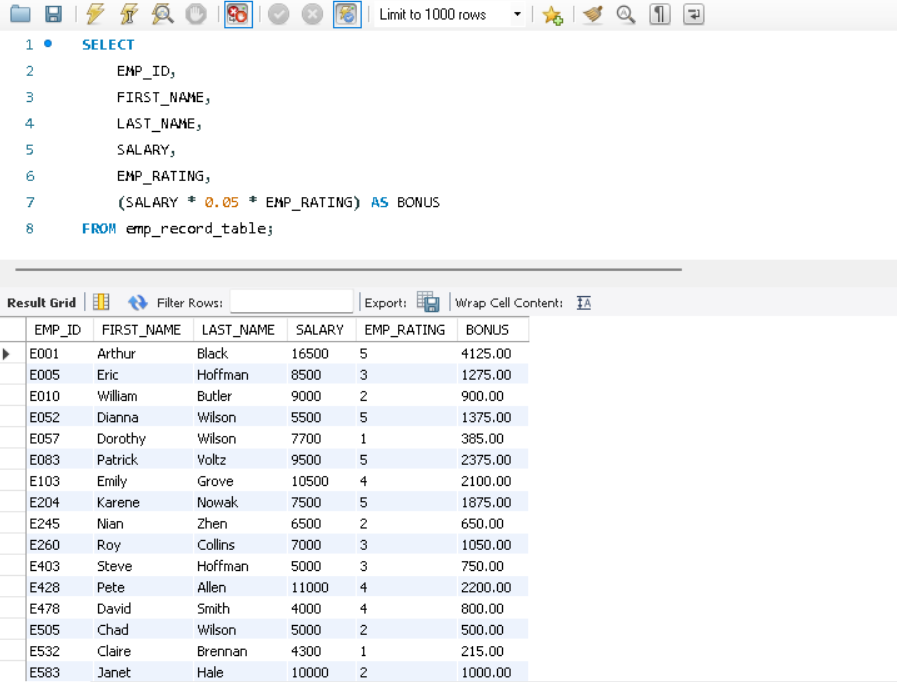 Limit to 1000 rows
1 SELECT
2 EMP_ID,
3 FIRST_NAME,
4 LAST_NAME,
5 SALARY,
6 EMP_RATING,
7 (SALARY * 0.05 * EMP_RATING) AS BONUS
8 FROM emp_record_table;
Result Grid Filter Rows: Export: Wrap Cell Content:
EMP_ID FIRST_NAME LAST_NAME SALARY EMP_RATING BONUS
E001 Arthur Black 16500 5 4125.00
E005 Eric Hoffman 8500 3 1275.00
E010 William Butler 9000 2 900.00
E052 Dianna Wilson 5500 5 1375.00
E057 Dorothy Wilson 7700 1 385.00
E083 Patrick Voltz 9500 5 2375.00
E103 Emily Grove 10500 4 2100.00
E204 Karene Nowak 7500 5 1875.00
E245 Nian Zhen 6500 2 650.00
E260 Roy Collins 7000 3 1050.00
E403 Steve Hoffman 5000 3 750.00
E428 Pete Allen 11000 4 2200.00
E478 David Smith 4000 4 800.00
E505 Chad Wilson 5000 2 500.00
E532 Claire Brennan 4300 1 215.00
E583 Janet Hale 10000 2 1000.00